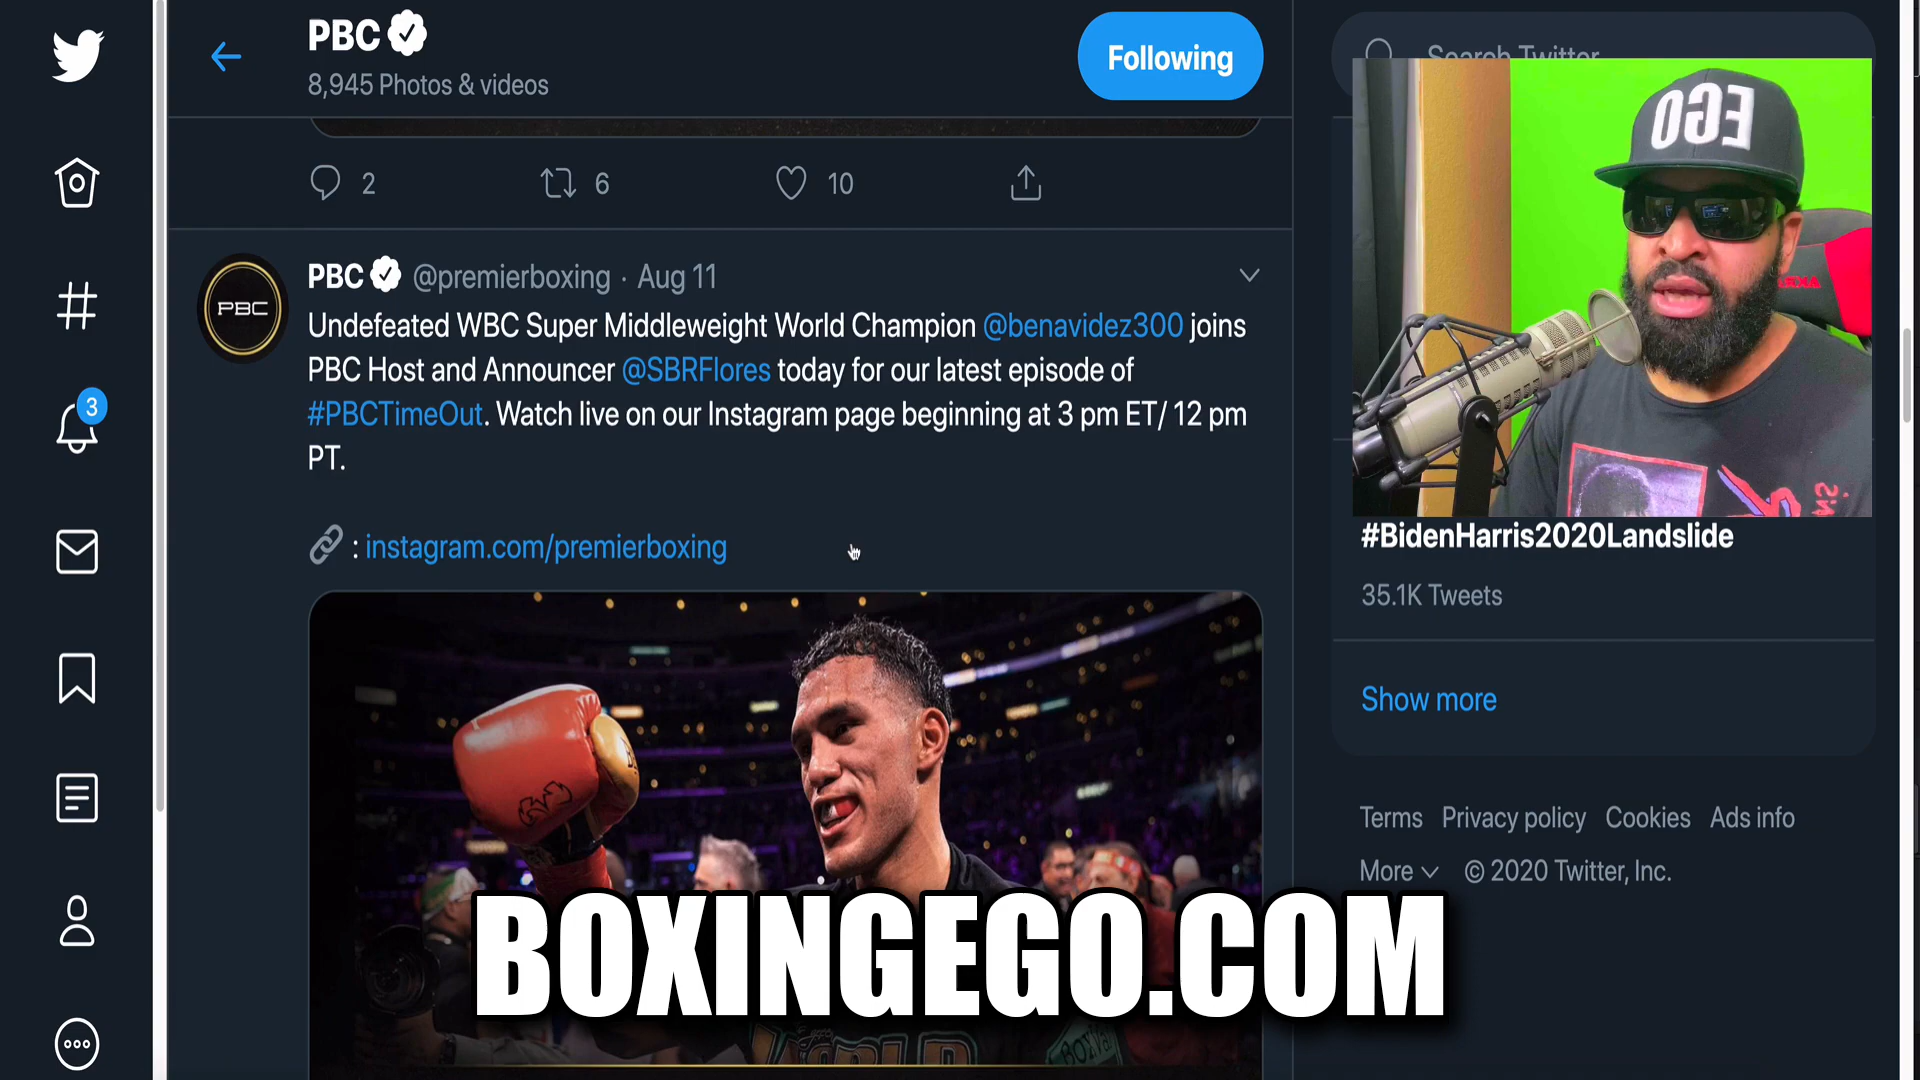 PBC
8,945 Photos & videos
Following
Search Twitter
2
6
10
PBC @premierboxing · Aug 11
PBC
Undefeated WBC Super Middleweight World Champion @benavidez300 joins
PBC Host and Announcer @SBRFlores today for our latest episode of
#PBCTimeOut. Watch live on our Instagram page beginning at 3 pm ET/ 12 pm
PT.
: instagram.com/premierboxing
3
EGO
#BidenHarris2020Landslide
35.1K Tweets
Show more
Terms Privacy policy Cookies Ads info
More © 2020 Twitter, Inc.
BOXINGEGO.COM
WORLD